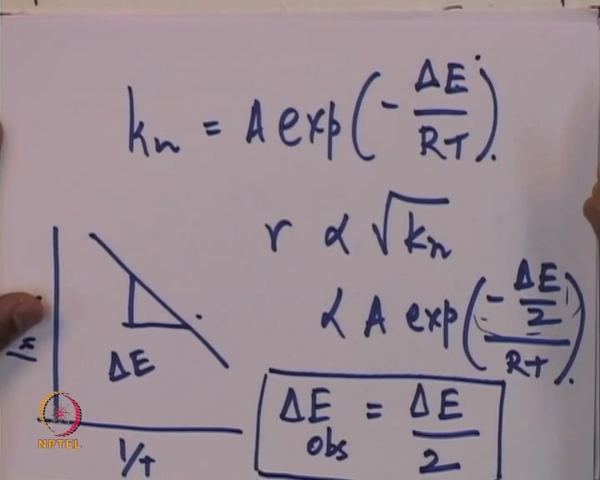 kₙ = A exp(-ΔE/RT).
r ∝ √kₙ
∝ A exp(-(ΔE/2)/RT).
ΔE
1/T
ΔE obs = ΔE/2
NPTEL